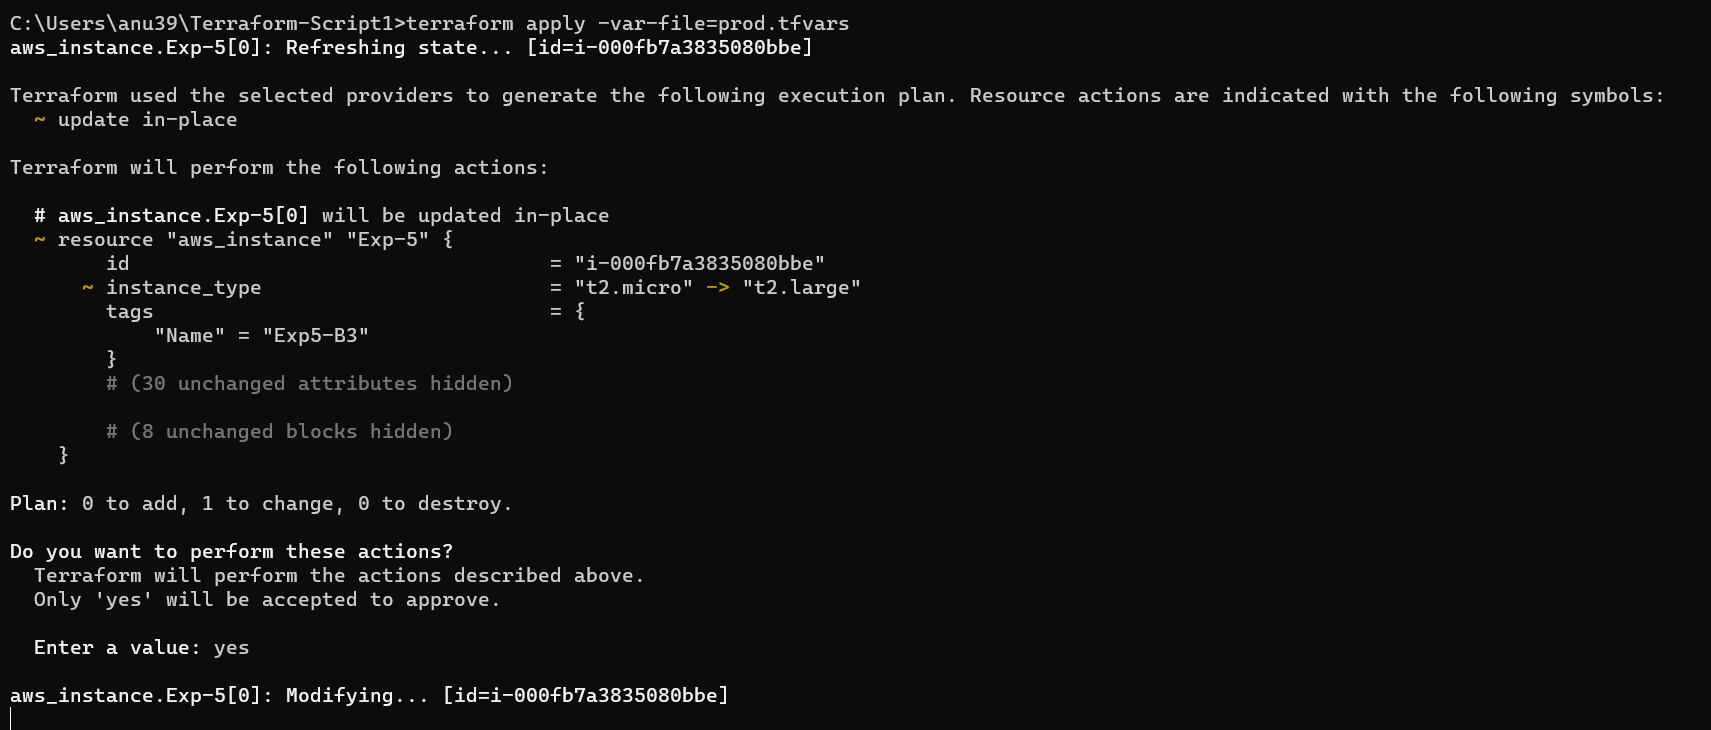 C:\Users\anu39\Terraform-Script1>terraform apply -var-file=prod.tfvars
aws_instance.Exp-5[0]: Refreshing state... [id=i-000fb7a3835080bbe]
Terraform used the selected providers to generate the following execution plan. Resource actions are indicated with the following symbols:
~ update in-place
Terraform will perform the following actions:
# aws_instance.Exp-5[0] will be updated in-place
~ resource "aws_instance" "Exp-5" {
id = "i-000fb7a3835080bbe"
~ instance_type = "t2.micro" -> "t2.large"
tags = {
"Name" = "Exp5-B3"
}
# (30 unchanged attributes hidden)
# (8 unchanged blocks hidden)
}
Plan: 0 to add, 1 to change, 0 to destroy.
Do you want to perform these actions?
Terraform will perform the actions described above.
Only 'yes' will be accepted to approve.
Enter a value: yes
aws_instance.Exp-5[0]: Modifying... [id=i-000fb7a3835080bbe]